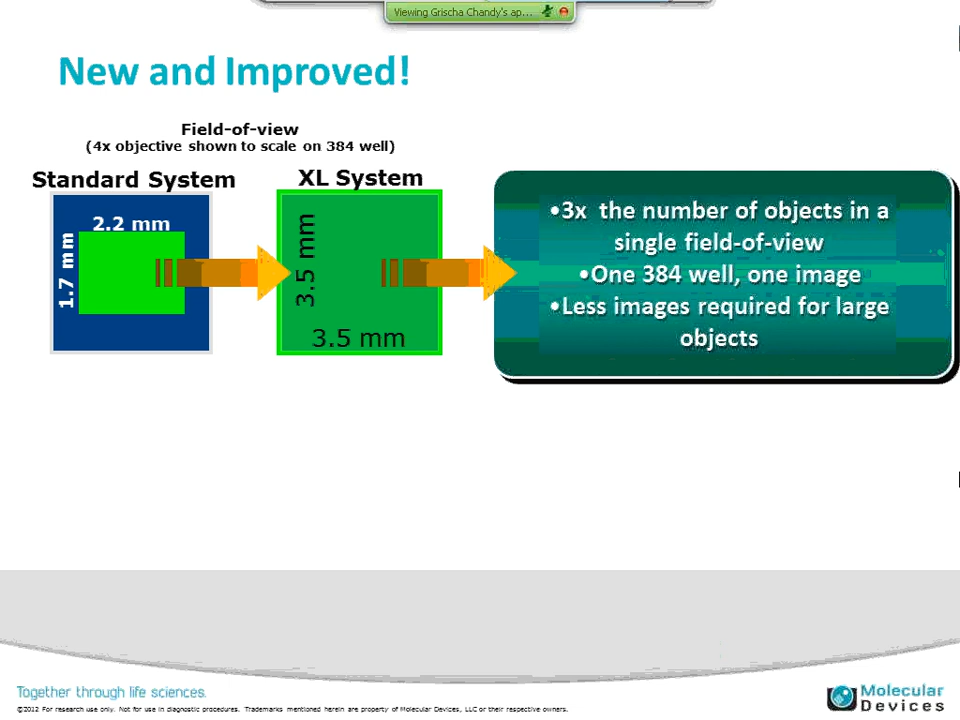 Viewing Grischa Chandy's ap...
New and Improved!
Field-of-view
(4x objective shown to scale on 384 well)
Standard System
XL System
2.2 mm
1.7 mm
3.5 mm
3.5 mm
•3x the number of objects in a
single field-of-view
•One 384 well, one image
•Less images required for large
objects
Together through life sciences.
Molecular
Devices
©2012 For research use only. Not for use in diagnostic procedures. Trademarks mentioned herein are property of Molecular Devices, LLC or their respective owners.